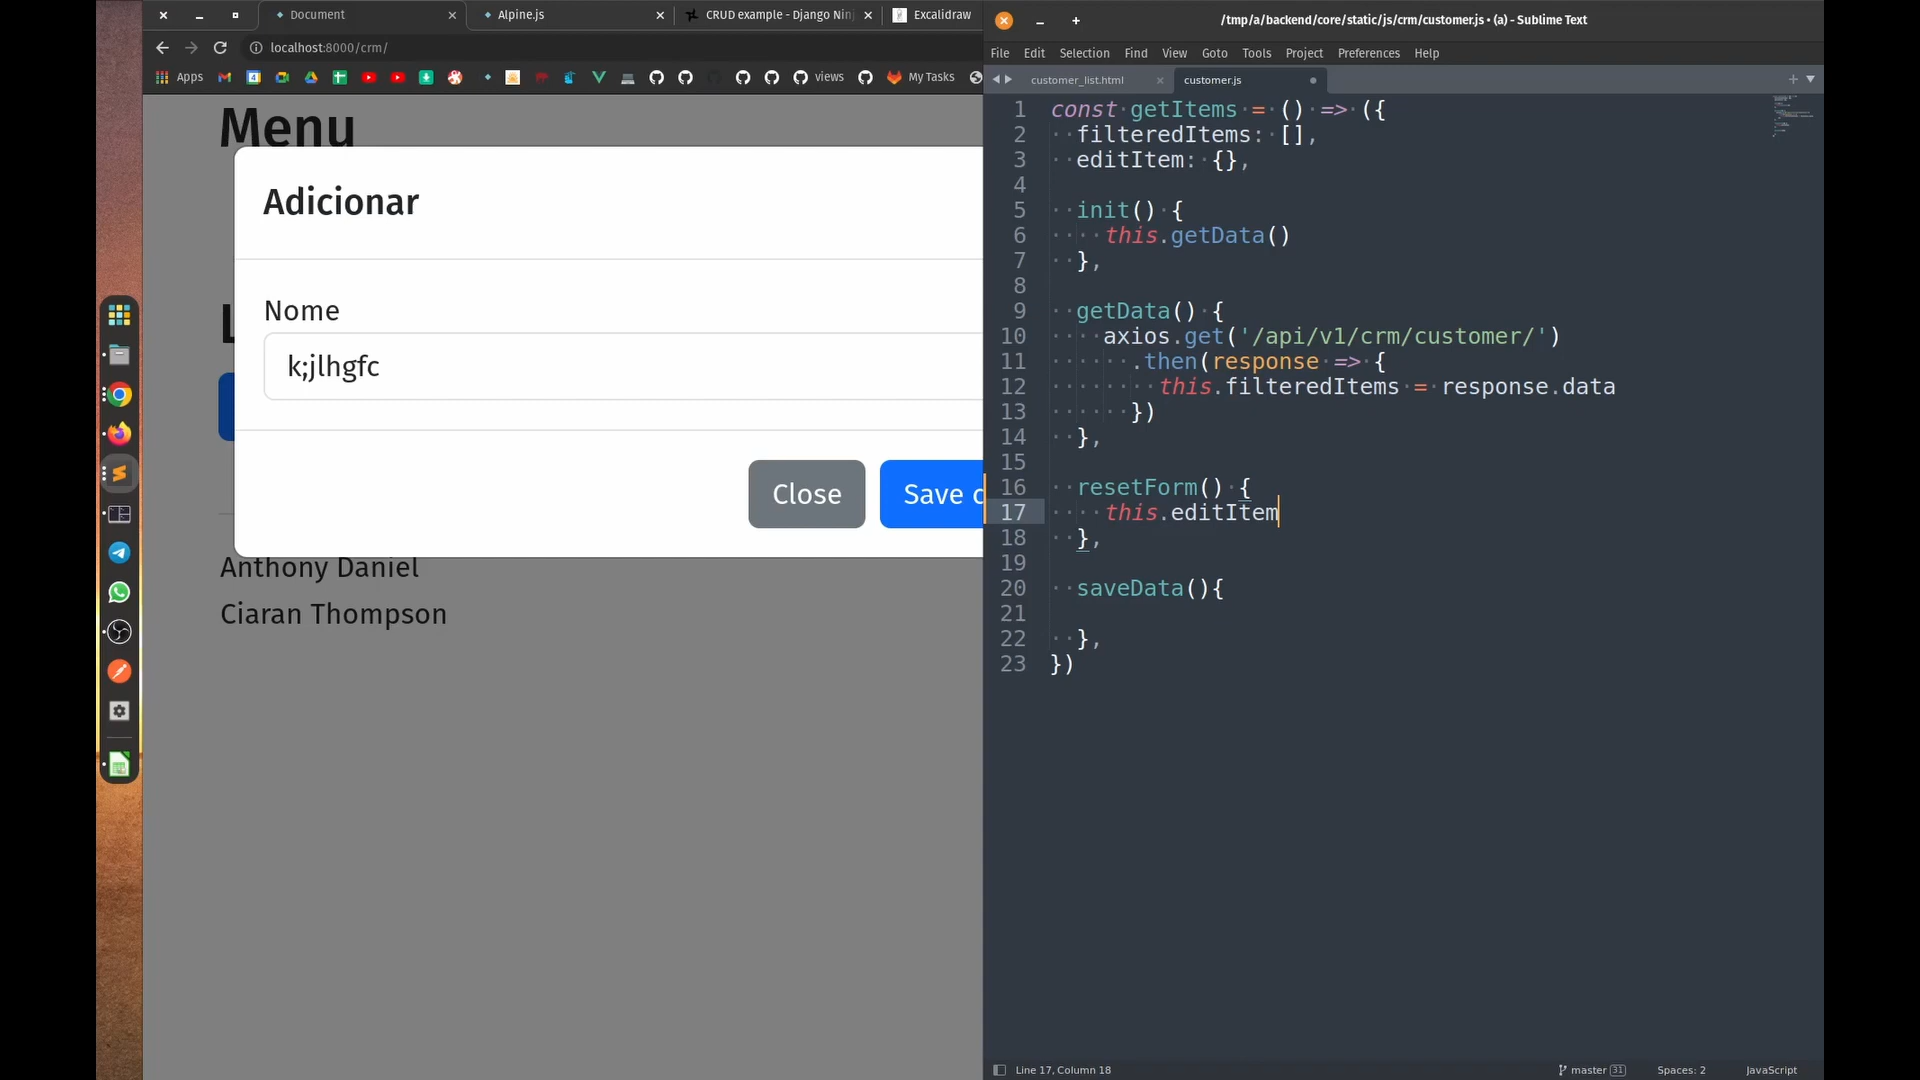 Document
Alpine.js
CRUD example - Django Nin
Excalidraw
localhost:8000/crm/
Apps
views
My Tasks
Menu
Adicionar
Nome
k;jlhgfc
Close
Save c
Anthony Daniel
Ciaran Thompson
/tmp/a/backend/core/static/js/crm/customer.js • (a) - Sublime Text
File Edit Selection Find View Goto Tools Project Preferences Help
customer_list.html
customer.js
1 const getItems = () => ({
2 filteredItems: [],
3 editItem: {},
4
5 init() {
6 this.getData()
7 },
8
9 getData() {
10 axios.get('/api/v1/crm/customer/')
11 .then(response => {
12 this.filteredItems = response.data
13 })
14 },
15
16 resetForm() {
17 this.editItem
18 },
19
20 saveData(){
21
22 },
23 })
Line 17, Column 18
master 31
Spaces: 2
JavaScript